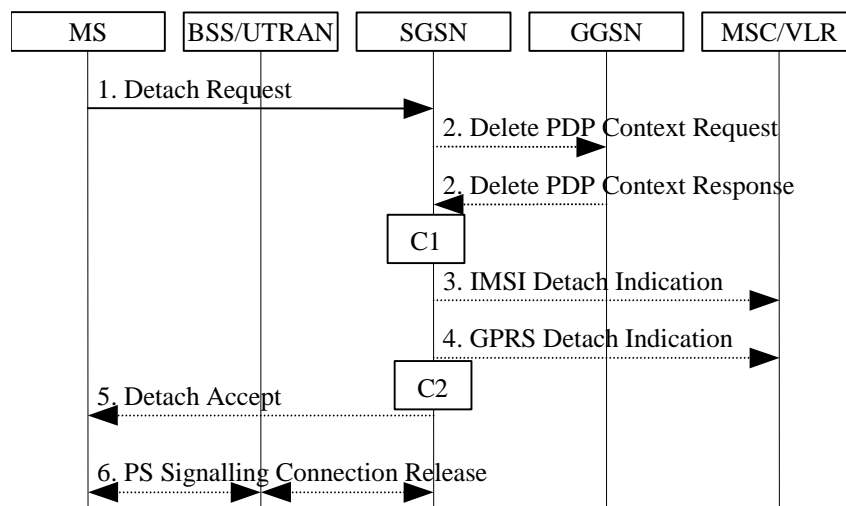 MS BSS/UTRAN SGSN GGSN MSC/VLR
1. Detach Request
2. Delete PDP Context Request
2. Delete PDP Context Response
C1
3. IMSI Detach Indication
4. GPRS Detach Indication
C2
5. Detach Accept
6. PS Signalling Connection Release